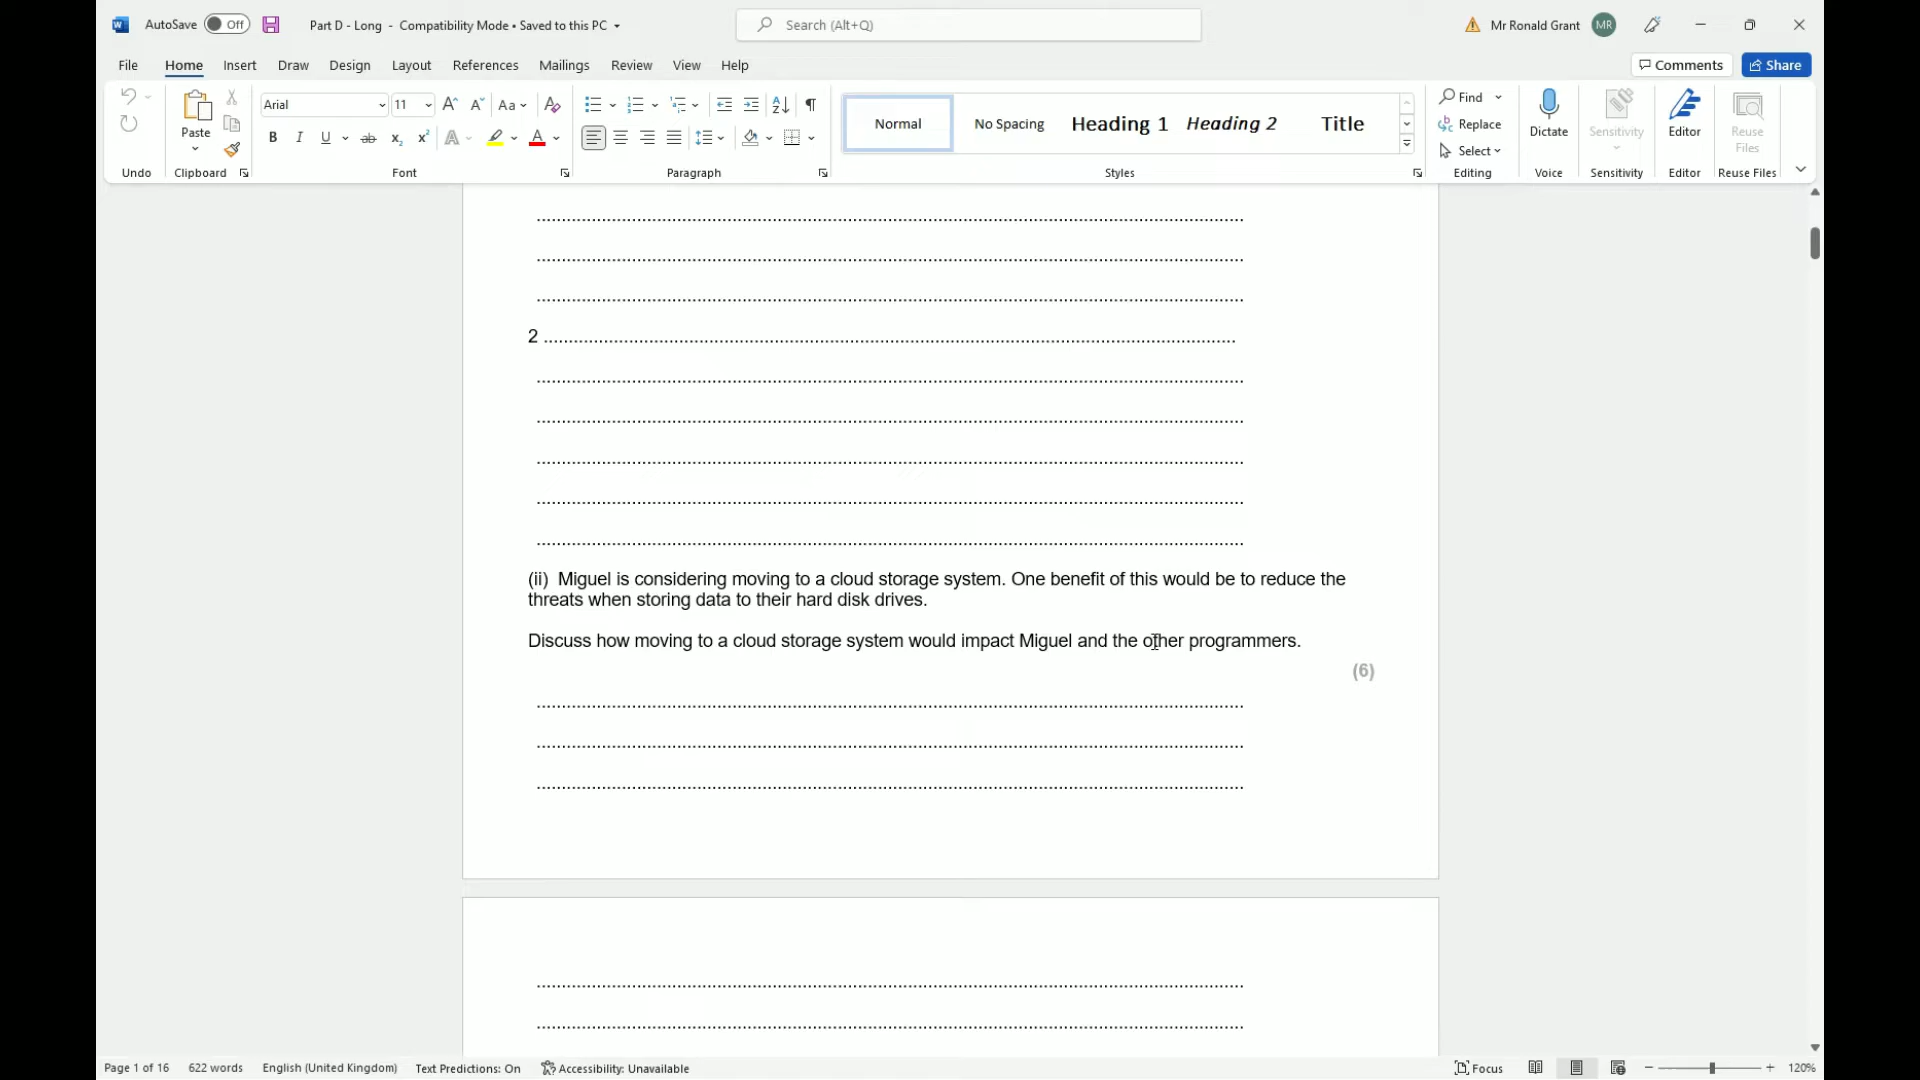 AutoSave Off Part D - Long - Compatibility Mode • Saved to this PC Search (Alt+Q) Mr Ronald Grant MR
File Home Insert Draw Design Layout References Mailings Review View Help Comments Share
Paste Arial 11 Aa Normal No Spacing Heading 1 Heading 2 Title Find Replace Select Dictate Sensitivity Editor Reuse Files
B I U ab x₂ x² A A
Undo Clipboard Font Paragraph Styles Editing Voice Sensitivity Editor Reuse Files
................................................................................
................................................................................
................................................................................
2 ................................................................................
................................................................................
................................................................................
................................................................................
................................................................................
................................................................................
(ii) Miguel is considering moving to a cloud storage system. One benefit of this would be to reduce the
threats when storing data to their hard disk drives.
Discuss how moving to a cloud storage system would impact Miguel and the other programmers.
(6)
................................................................................
................................................................................
................................................................................
................................................................................
................................................................................
Page 1 of 16 622 words English (United Kingdom) Text Predictions: On Accessibility: Unavailable Focus 120%